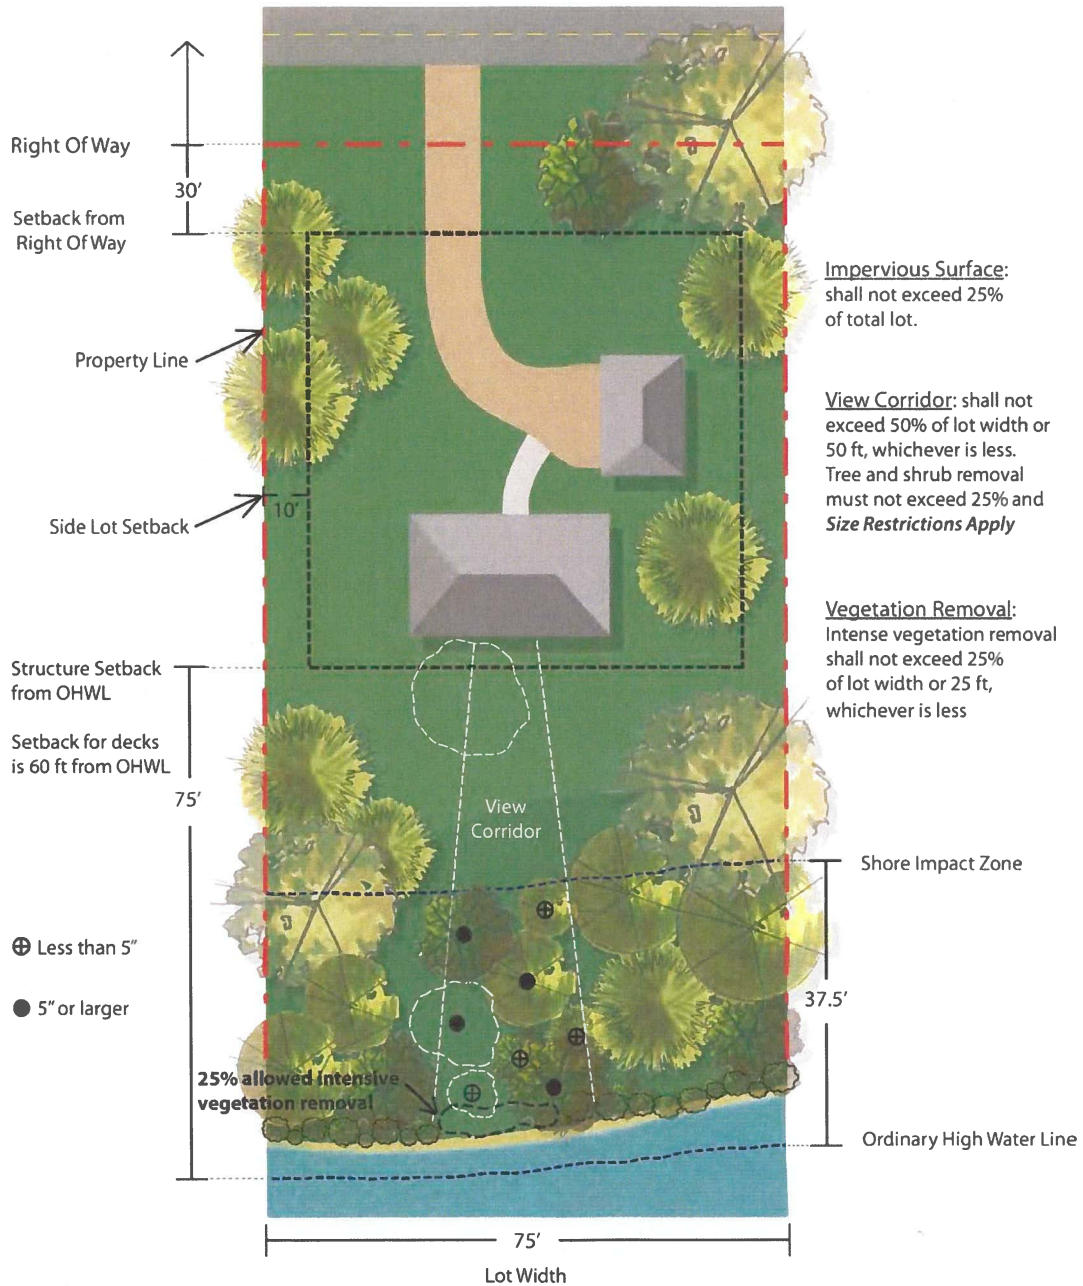 Right Of Way
30’
Setback from
Right Of Way
Property Line
Side Lot Setback
10’
Structure Setback
from OHWL
Setback for decks
is 60 ft from OHWL
75’
⊕ Less than 5”
● 5” or larger
25% allowed intensive
vegetation removal
View
Corridor
Impervious Surface:
shall not exceed 25%
of total lot.
View Corridor: shall not
exceed 50% of lot width or
50 ft, whichever is less.
Tree and shrub removal
must not exceed 25% and
Size Restrictions Apply
Vegetation Removal:
Intense vegetation removal
shall not exceed 25%
of lot width or 25 ft,
whichever is less
Shore Impact Zone
37.5’
Ordinary High Water Line
75’
Lot Width